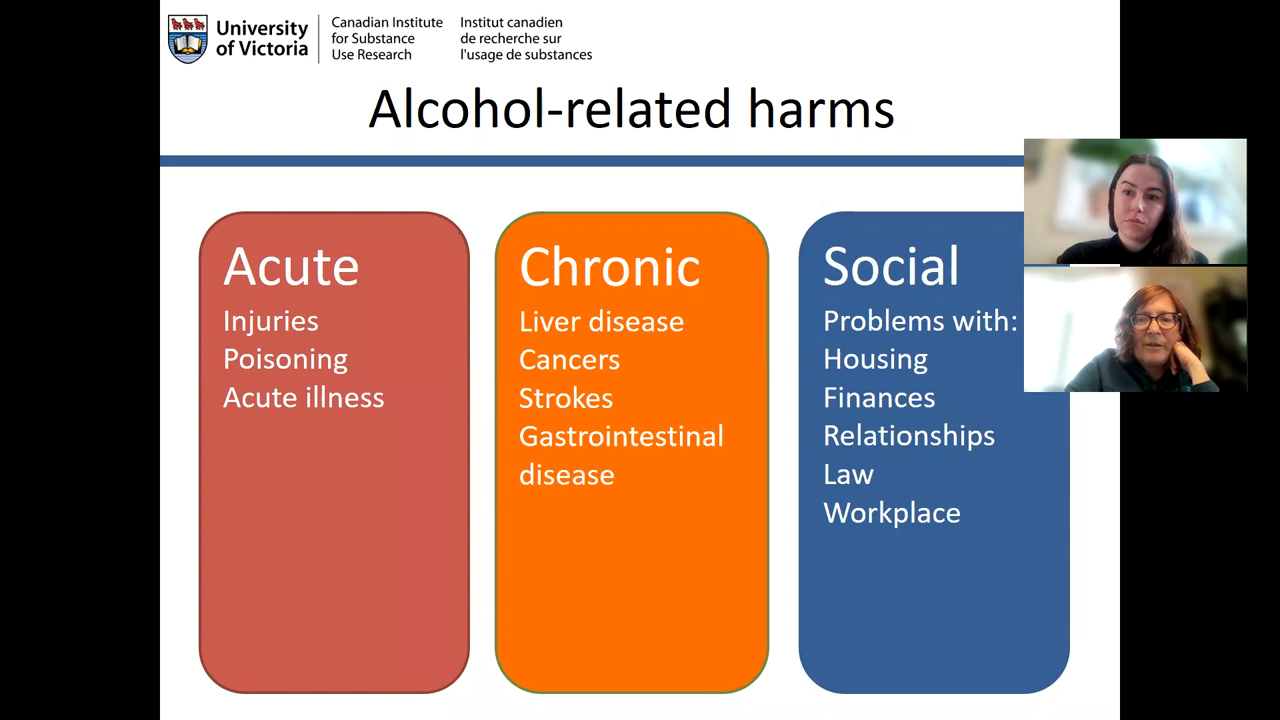 University
of Victoria
Canadian Institute
for Substance
Use Research
Institut canadien
de recherche sur
l'usage de substances
Alcohol-related harms
Acute
Injuries
Poisoning
Acute illness
Chronic
Liver disease
Cancers
Strokes
Gastrointestinal
disease
Social
Problems with:
Housing
Finances
Relationships
Law
Workplace